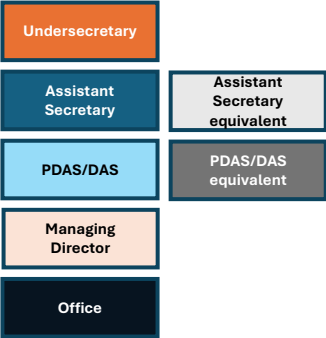 Undersecretary
Assistant
Secretary
Assistant
Secretary
equivalent
PDAS/DAS
PDAS/DAS
equivalent
Managing
Director
Office